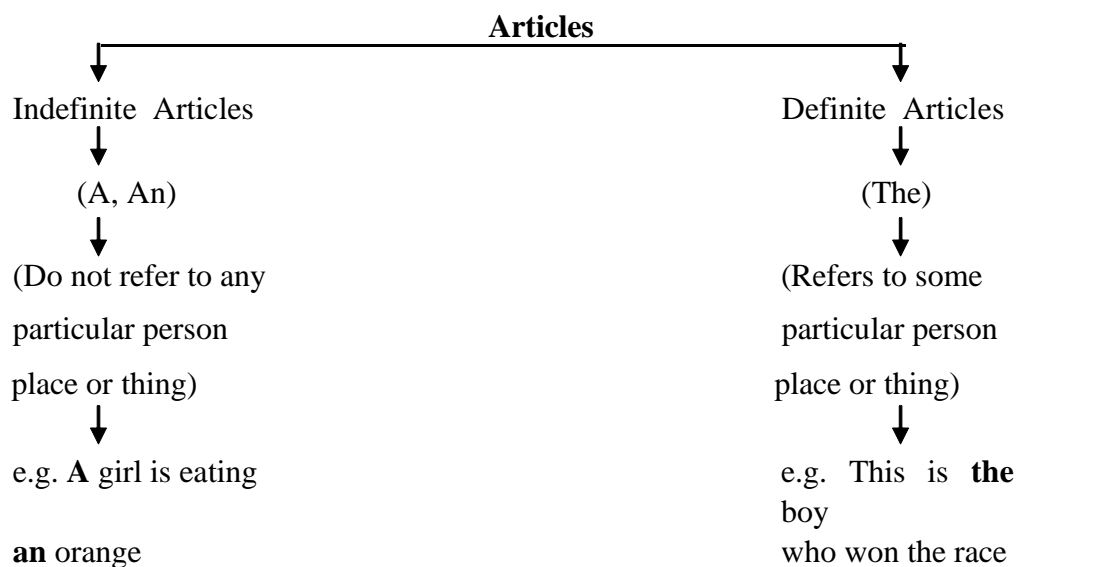 Articles
Indefinite Articles
(A, An)
(Do not refer to any
particular person
place or thing)
e.g. A girl is eating
an orange
Definite Articles
(The)
(Refers to some
particular person
place or thing)
e.g. This is the
boy
who won the race